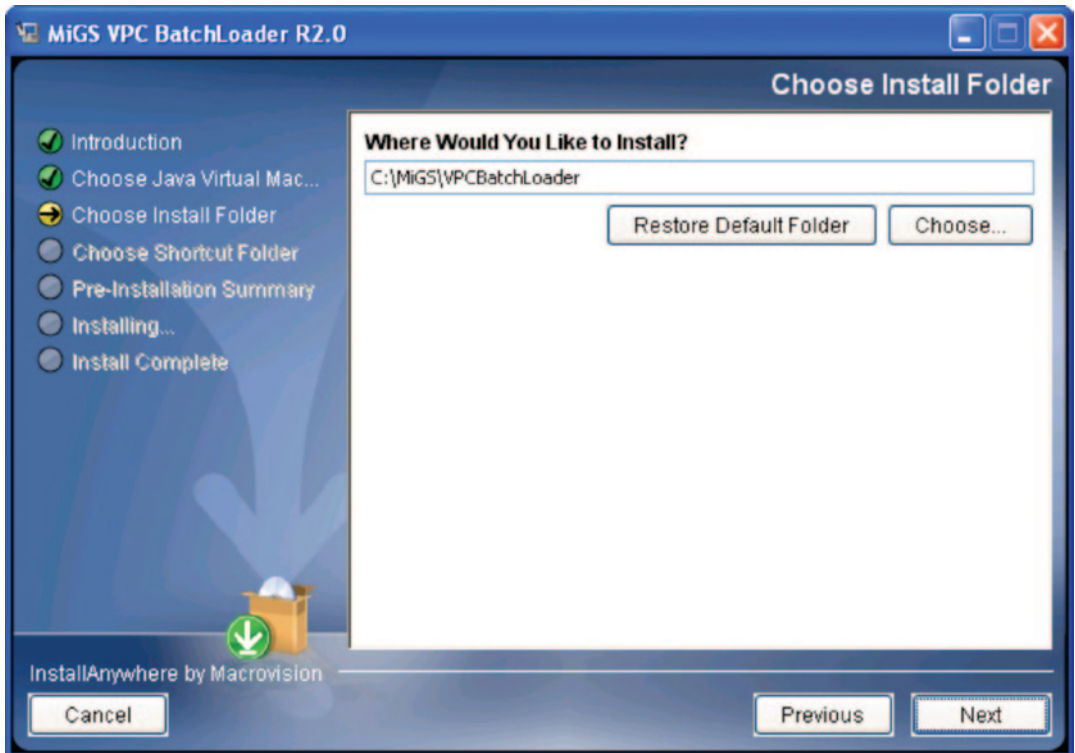 MiGS VPC BatchLoader R2.0
Choose Install Folder
Introduction
Choose Java Virtual Mac...
Choose Install Folder
Choose Shortcut Folder
Pre-Installation Summary
Installing...
Install Complete
Where Would You Like to Install?
C:\MiGS\VPCBatchLoader
Restore Default Folder
Choose...
InstallAnywhere by Macrovision
Cancel
Previous
Next